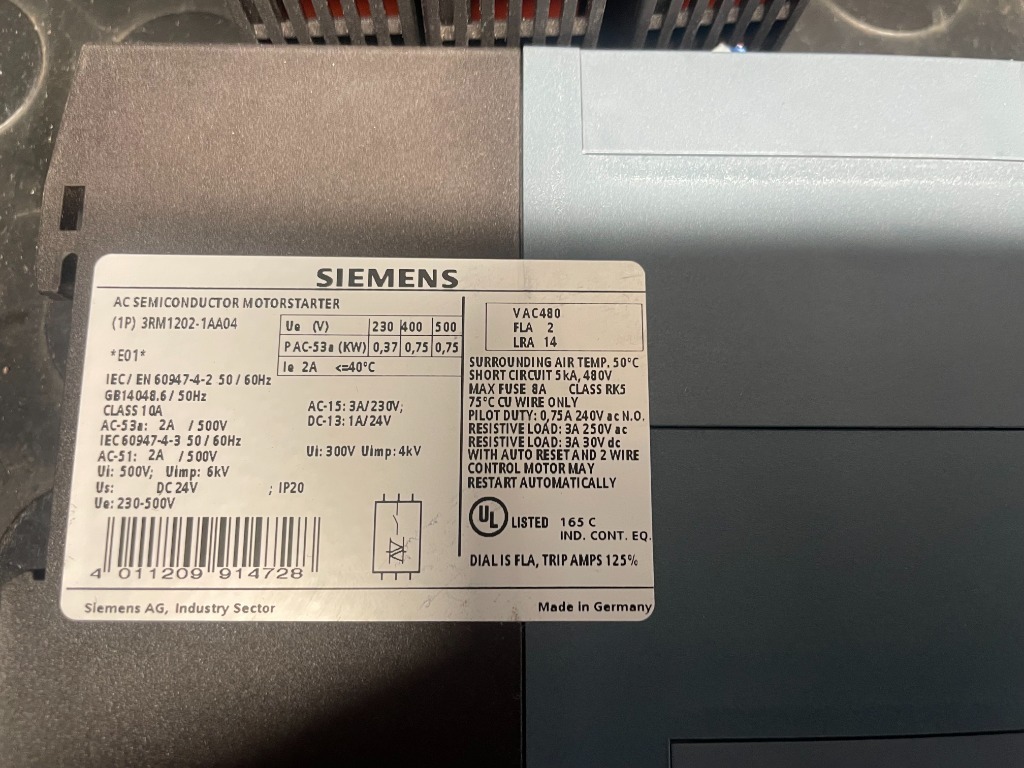 SIEMENS
AC SEMICONDUCTOR MOTORSTARTER
(1P) 3RM1202-1AA04
*E01*
Ue (V) 230 400 500
P AC-53a (KW) 0,37 0,75 0,75
Ie 2A <=40°C
IEC/ EN 60947-4-2 50 / 60Hz
GB14048.6 / 50Hz
CLASS 10A
AC-53a: 2A / 500V
IEC60947-4-3 50 / 60Hz
AC-51: 2A / 500V
Ui: 500V; Uimp: 6kV
Us: DC 24V ; IP20
Ue: 230-500V
AC-15: 3A/230V;
DC-13: 1A/24V
Ui: 300V Uimp: 4kV
4 011209 914728
VAC480
FLA 2
LRA 14
SURROUNDING AIR TEMP. 50°C
SHORT CIRCUIT 5kA, 480V
MAX FUSE 8A CLASS RK5
75°C CU WIRE ONLY
PILOT DUTY: 0,75A 240V ac N.O.
RESISTIVE LOAD: 3A 250V ac
RESISTIVE LOAD: 3A 30V dc
WITH AUTO RESET AND 2 WIRE
CONTROL MOTOR MAY
RESTART AUTOMATICALLY
UL LISTED 165 C
IND. CONT. EQ.
DIAL IS FLA, TRIP AMPS 125%
Siemens AG, Industry Sector
Made in Germany